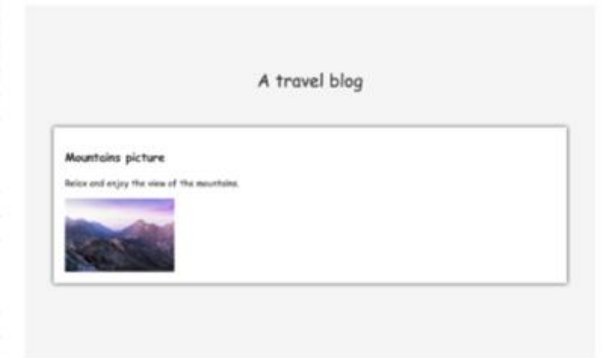 A travel blog
Mountains picture
Relax and enjoy the view of the mountains.